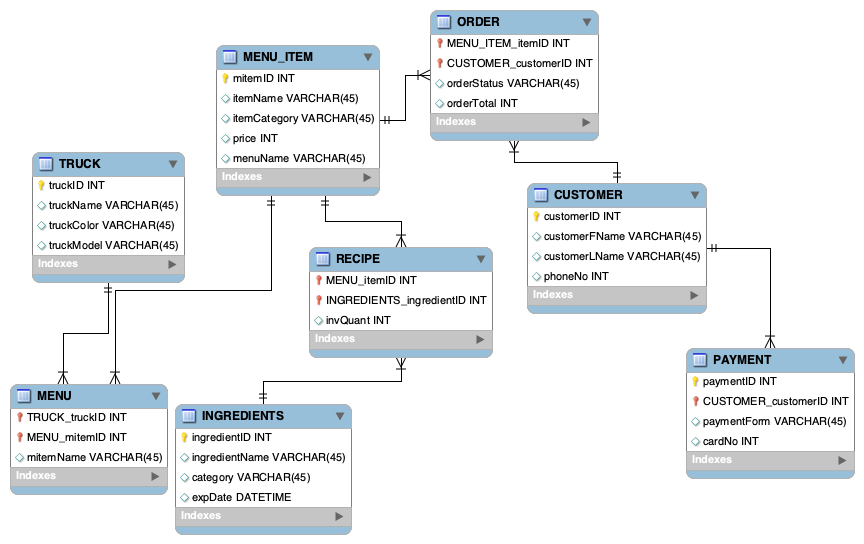 ORDER
MENU_ITEM_itemID INT
CUSTOMER_customerID INT
orderStatus VARCHAR(45)
orderTotal INT
Indexes
MENU_ITEM
mitemID INT
itemName VARCHAR(45)
itemCategory VARCHAR(45)
price INT
menuName VARCHAR(45)
Indexes
TRUCK
truckID INT
truckName VARCHAR(45)
truckColor VARCHAR(45)
truckModel VARCHAR(45)
Indexes
CUSTOMER
customerID INT
customerFName VARCHAR(45)
customerLName VARCHAR(45)
phoneNo INT
Indexes
RECIPE
MENU_itemID INT
INGREDIENTS_ingredientID INT
invQuant INT
Indexes
PAYMENT
paymentID INT
CUSTOMER_customerID INT
paymentForm VARCHAR(45)
cardNo INT
Indexes
MENU
TRUCK_truckID INT
MENU_mitemID INT
mitemName VARCHAR(45)
Indexes
INGREDIENTS
ingredientID INT
ingredientName VARCHAR(45)
category VARCHAR(45)
expDate DATETIME
Indexes